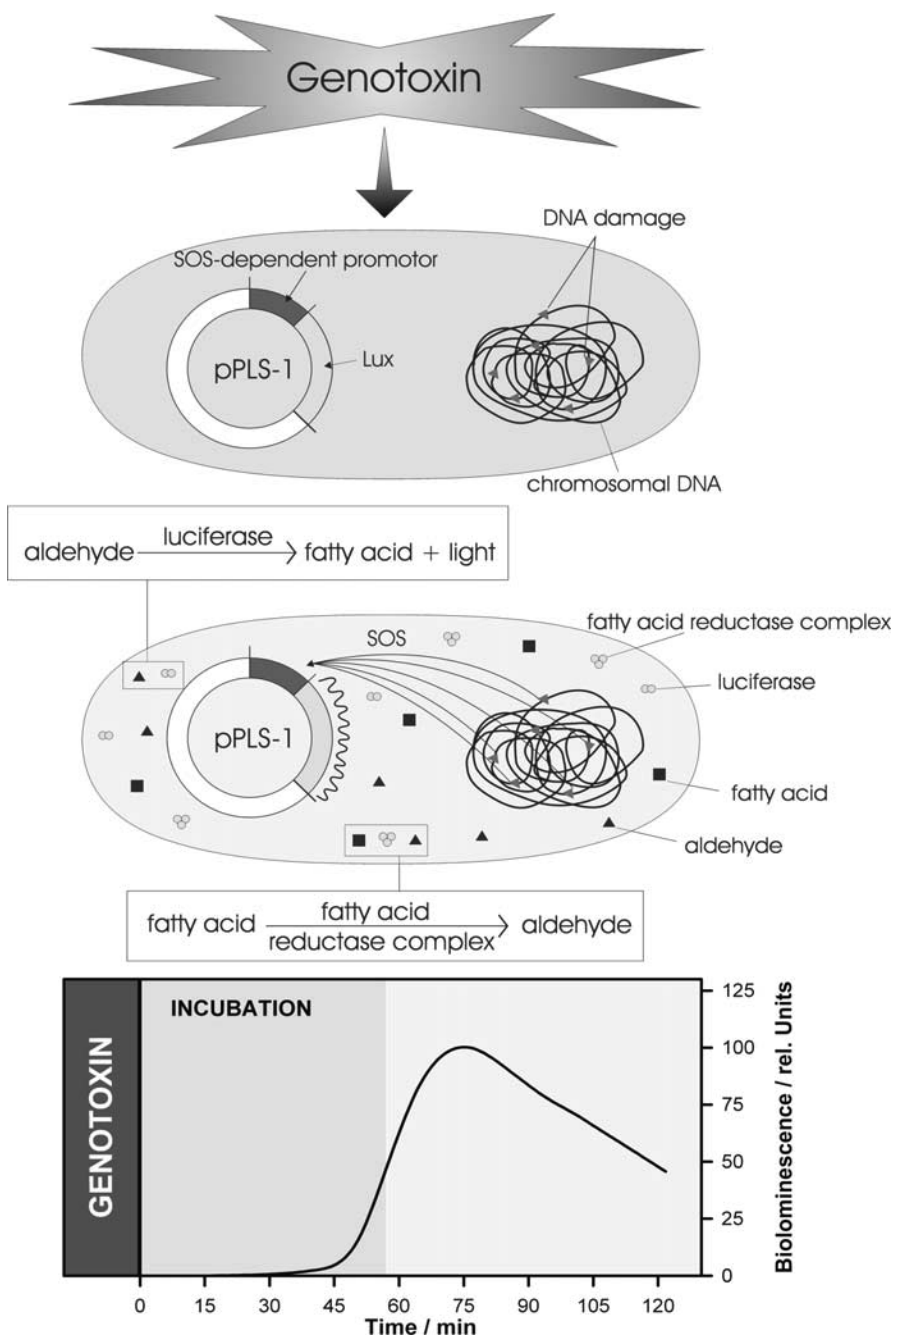 Genotoxin
DNA damage
SOS-dependent promotor
pPLS-1
Lux
chromosomal DNA
luciferase
aldehyde fatty acid + light
fatty acid reductase complex
SOS
luciferase
pPLS-1
fatty acid
aldehyde
fatty acid fatty acid aldehyde
reductase complex
GENOTOXIN
INCUBATION
125
100
75
50
25
0
Biolominescence / rel. Units
0 15 30 45 60 75 90 105 120
Time / min